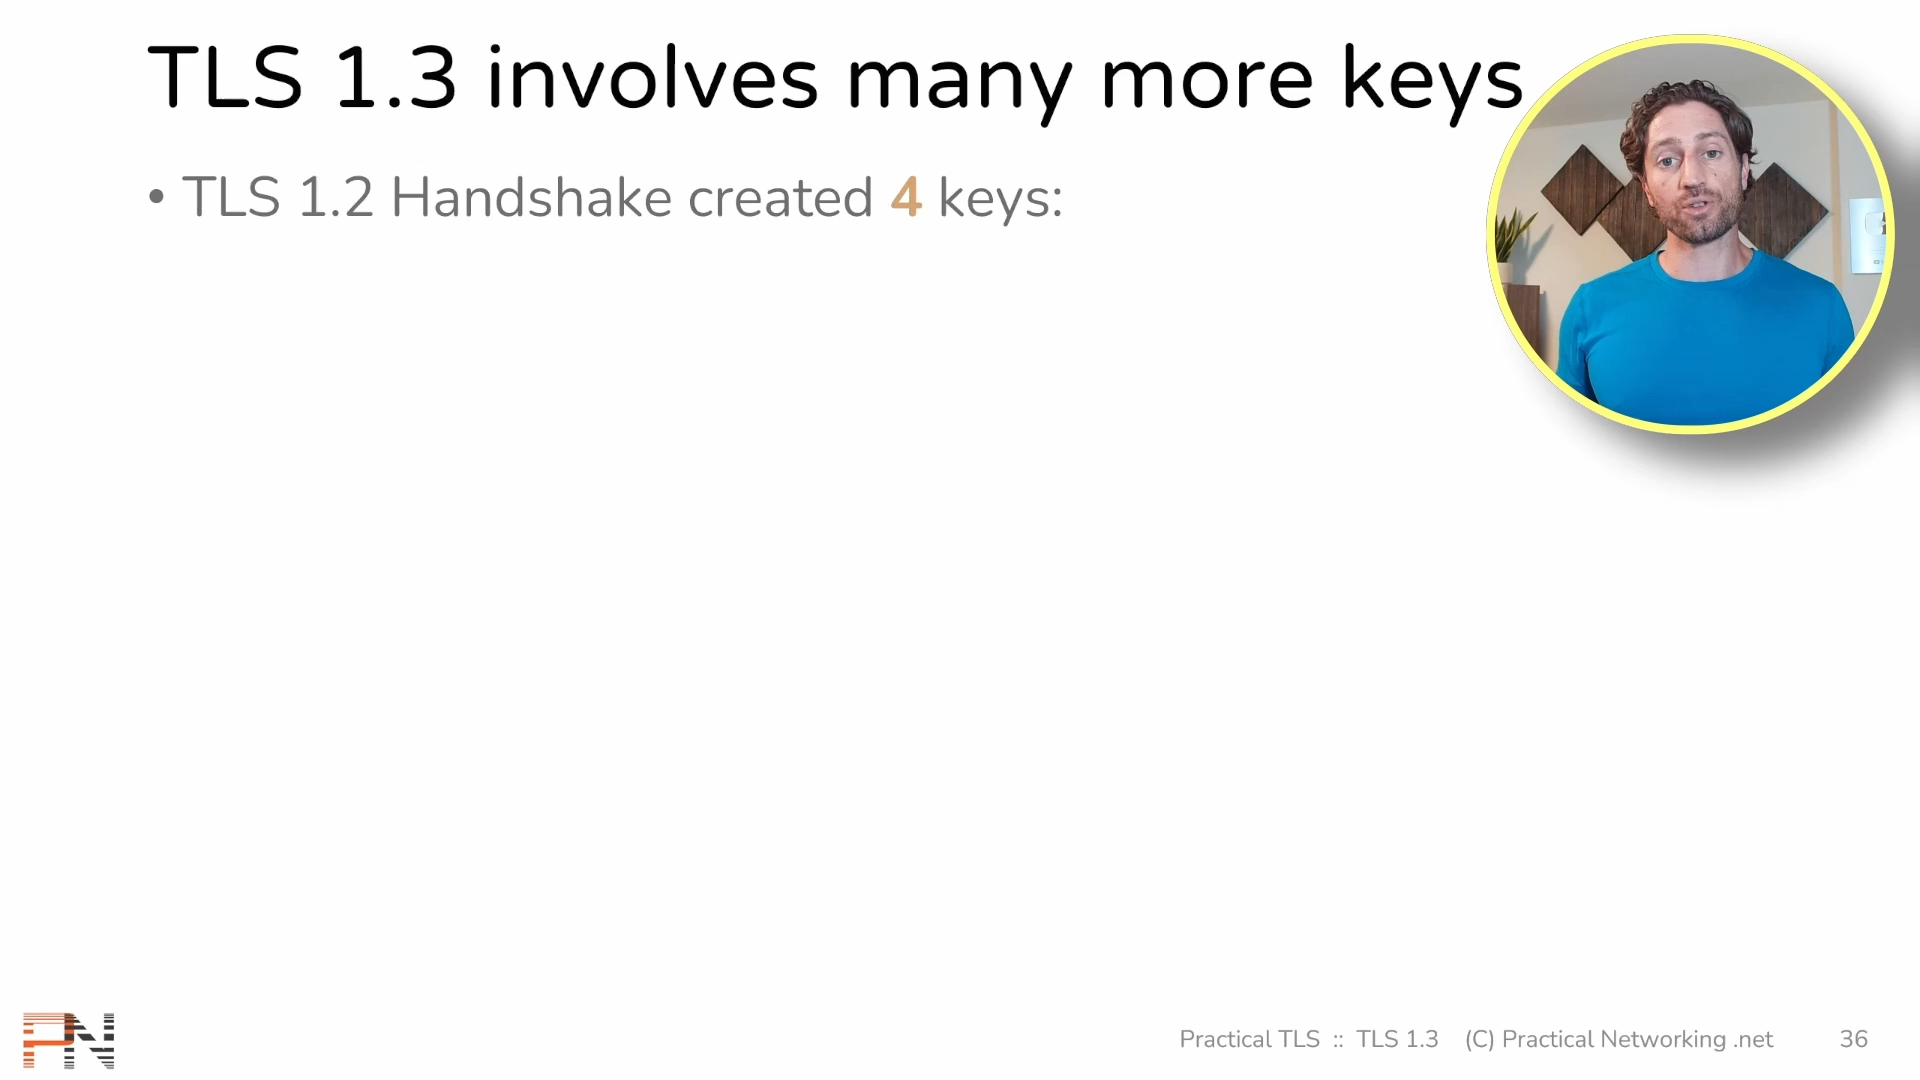 TLS 1.3 involves many more keys
• TLS 1.2 Handshake created 4 keys:
PN
Practical TLS :: TLS 1.3 (C) Practical Networking .net 36